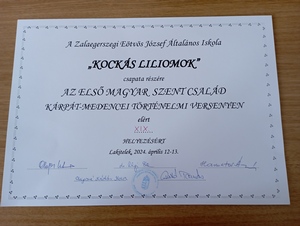 A Zalaegerszegi Eötvös József Általános Iskola
„KOCKÁS LILIOMOK”
csapata részére
AZ ELSŐ MAGYAR SZENT CSALÁD
KÁRPÁT-MEDENCEI TÖRTÉNELMI VERSENYEN
elért
XIX.
HELYEZÉSÉRT
Lakitelek, 2024. április 12-13.